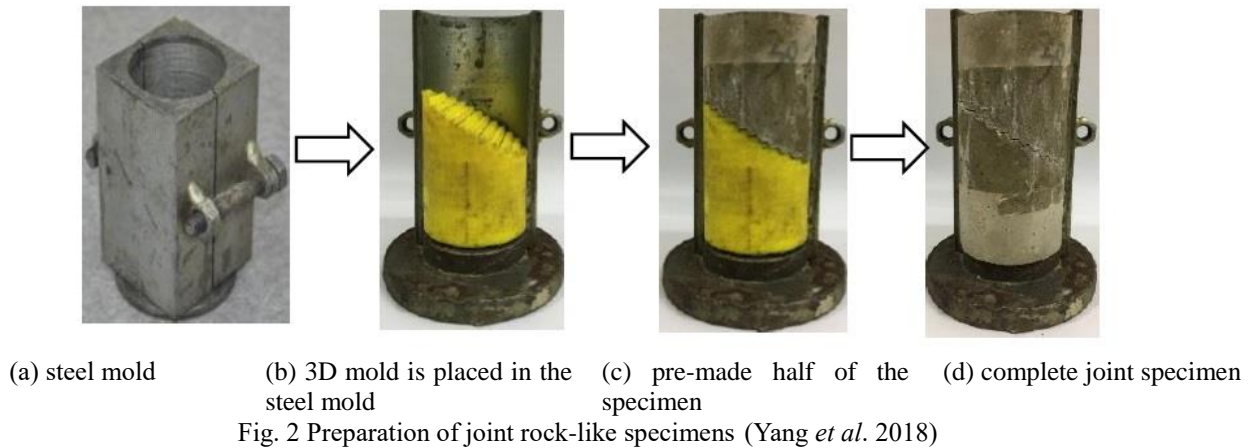 (a) steel mold
(b) 3D mold is placed in the
steel mold
(c) pre-made half of the
specimen
(d) complete joint specimen
Fig. 2 Preparation of joint rock-like specimens (Yang et al. 2018)